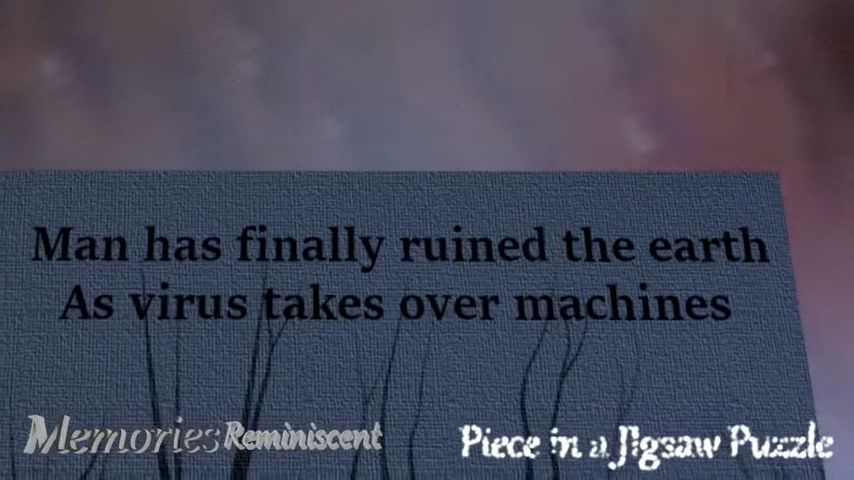 Man has finally ruined the earth
As virus takes over machines
Memories Reminiscent
Piece in a Jigsaw Puzzle